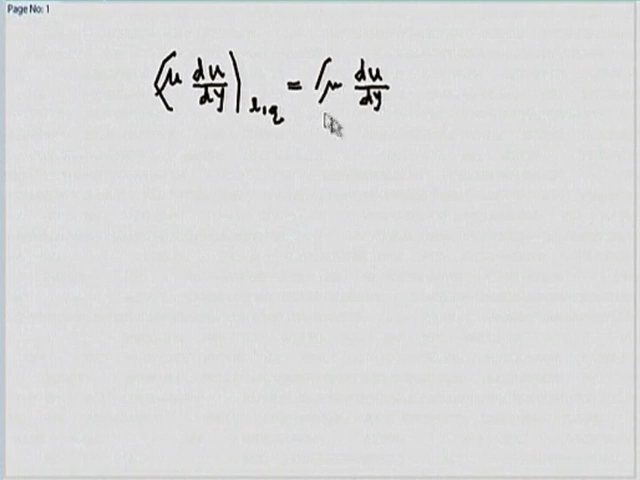 Page No: 1
(μ du/dy)liq = (μ du/dy